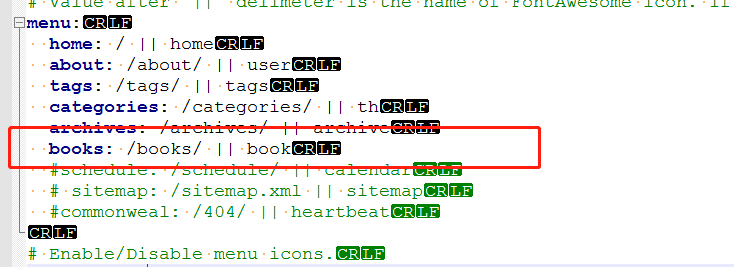 # Value after || delimeter is the name of FontAwesome icon. If
menu:CRLF
home: / || homeCRLF
about: /about/ || userCRLF
tags: /tags/ || tagsCRLF
categories: /categories/ || thCRLF
archives: /archives/ || archiveCRLF
books: /books/ || bookCRLF
#schedule: /schedule/ || calendarCRLF
# sitemap: /sitemap.xml || sitemapCRLF
#commonweal: /404/ || heartbeatCRLF
CRLF
# Enable/Disable menu icons.CRLF